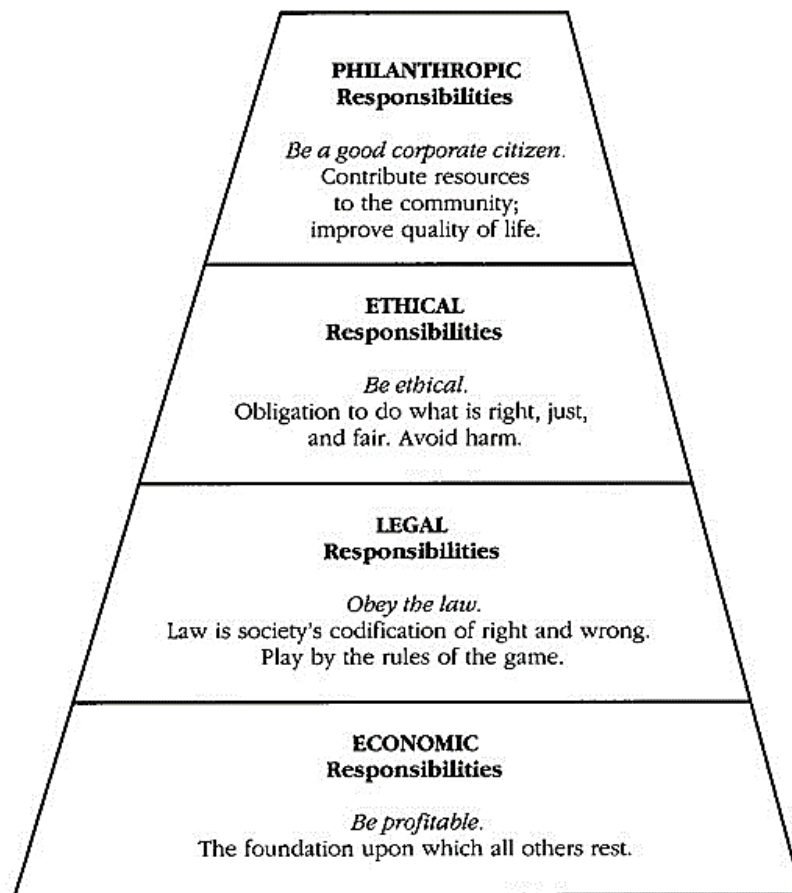 PHILANTHROPIC
Responsibilities
Be a good corporate citizen.
Contribute resources
to the community;
improve quality of life.
ETHICAL
Responsibilities
Be ethical.
Obligation to do what is right, just,
and fair. Avoid harm.
LEGAL
Responsibilities
Obey the law.
Law is society's codification of right and wrong.
Play by the rules of the game.
ECONOMIC
Responsibilities
Be profitable.
The foundation upon which all others rest.